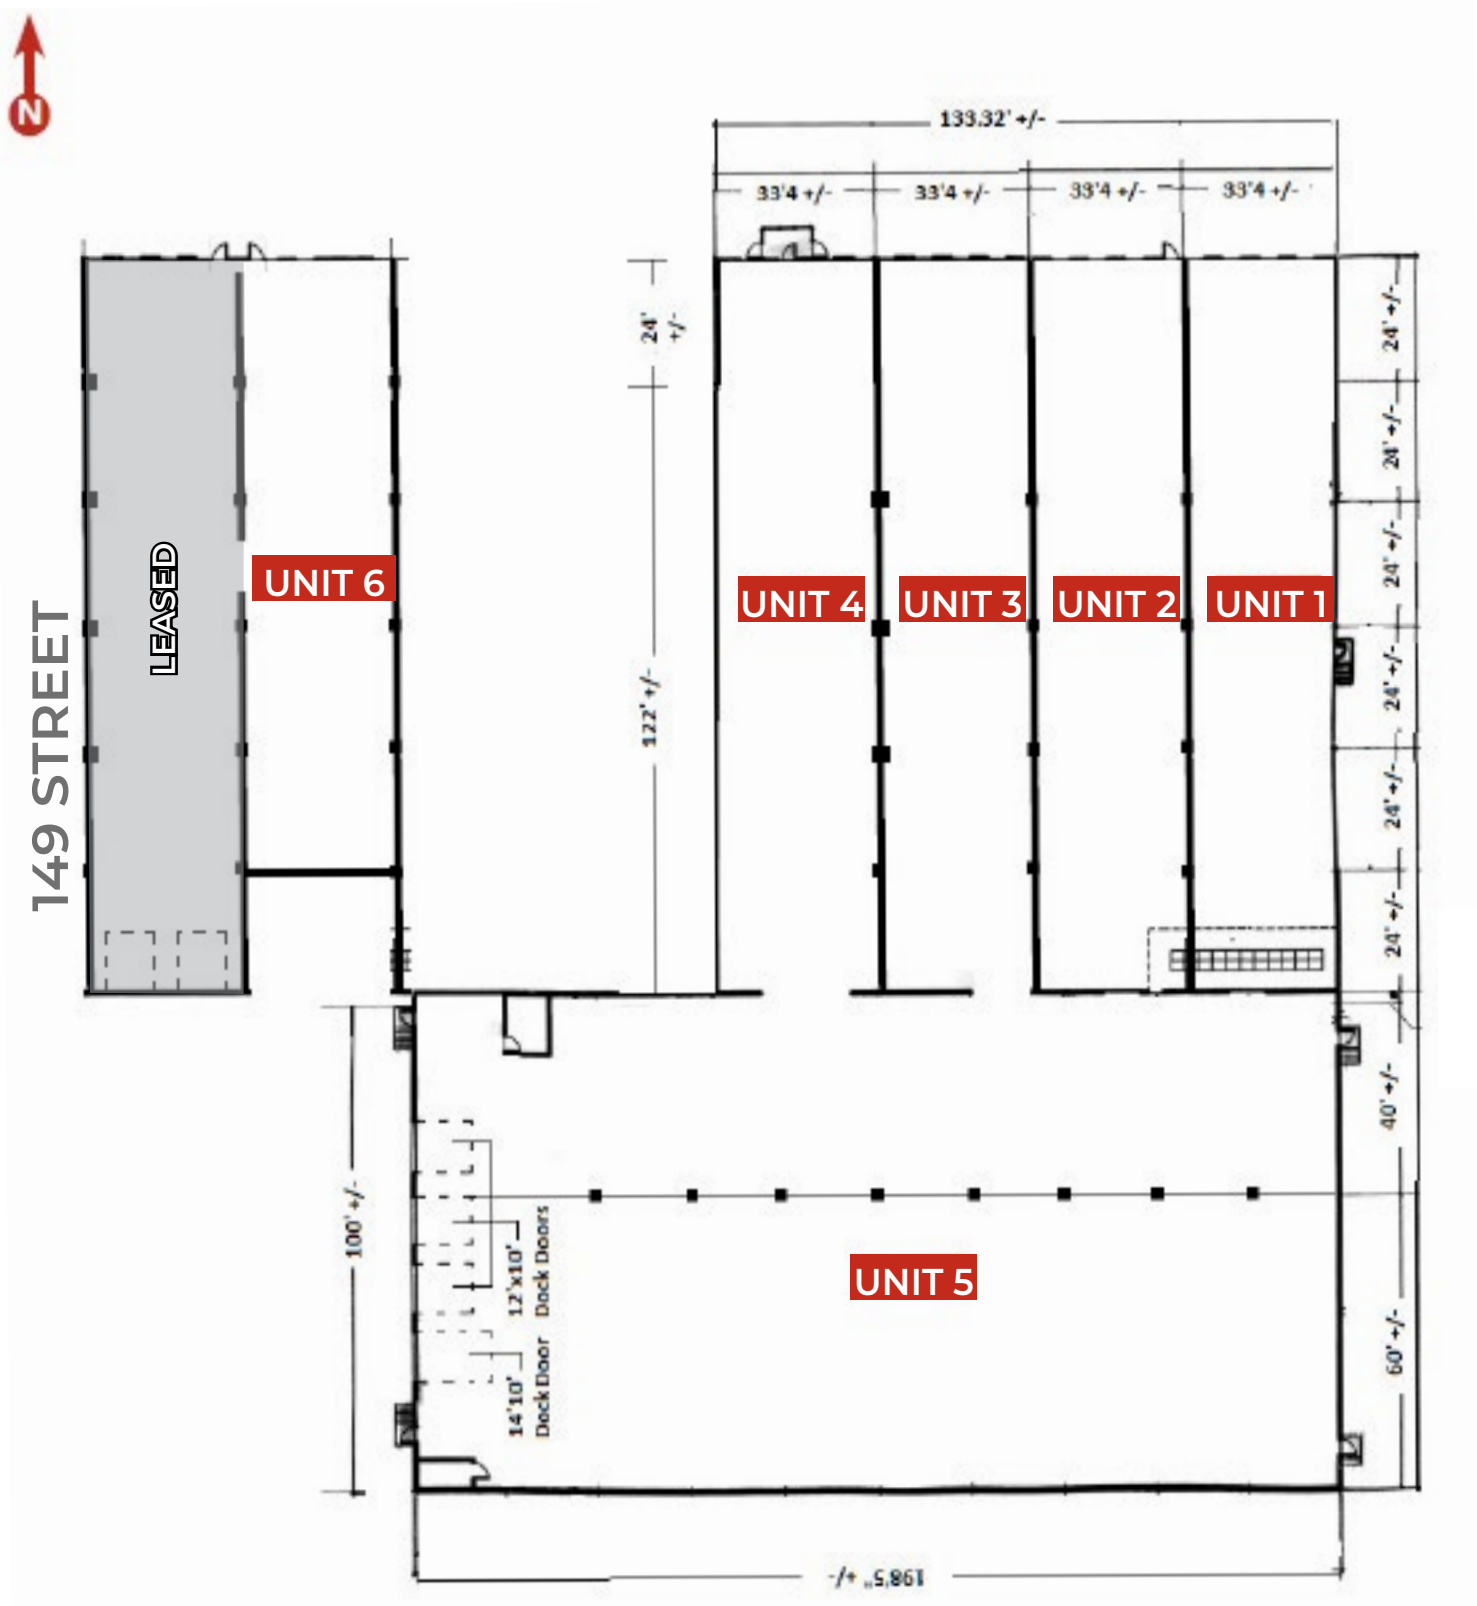 N
133.32' +/-
33'4 +/-
33'4 +/-
33'4 +/-
33'4 +/-
24'
+/-
122' +/-
24' +/-
24' +/-
24' +/-
24' +/-
24' +/-
24' +/-
40' +/-
60' +/-
149 STREET
LEASED
UNIT 6
UNIT 4
UNIT 3
UNIT 2
UNIT 1
100' +/-
12'x10'
Dock Doors
14'10'
Dock Door
UNIT 5
198'5" +/-